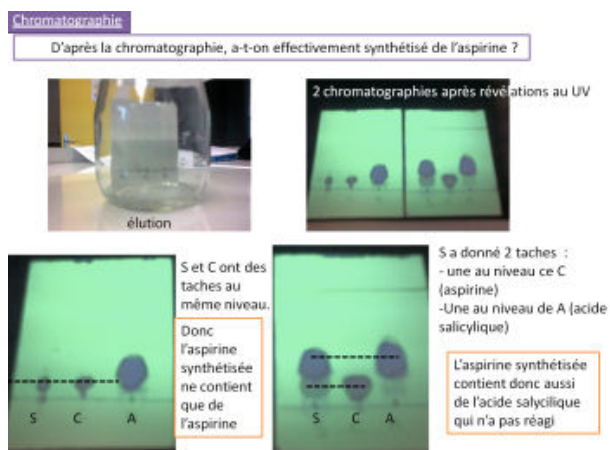 Chromatographie
D'après la chromatographie, a-t-on effectivement synthétisé de l'aspirine ?
2 chromatographies après révélations au UV
élution
S et C ont des
taches au
même niveau.
Donc
l'aspirine
synthétisée
ne contient
que de
l'aspirine
S C A
S C A
S a donné 2 taches :
- une au niveau ce C
(aspirine)
-Une au niveau de A (acide
salicylique)
L'aspirine synthétisée
contient donc aussi
de l'acide salycilique
qui n'a pas réagi